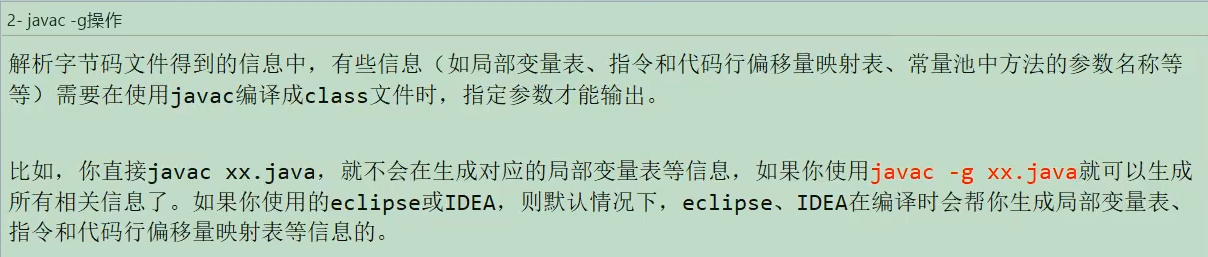 2- javac -g操作
解析字节码文件得到的信息中，有些信息（如局部变量表、指令和代码行偏移量映射表、常量池中方法的参数名称等
等）需要在使用javac编译成class文件时，指定参数才能输出。
比如，你直接javac xx.java，就不会在生成对应的局部变量表等信息，如果你使用javac -g xx.java就可以生成
所有相关信息了。如果你使用的eclipse或IDEA，则默认情况下，eclipse、IDEA在编译时会帮你生成局部变量表、
指令和代码行偏移量映射表等信息的。